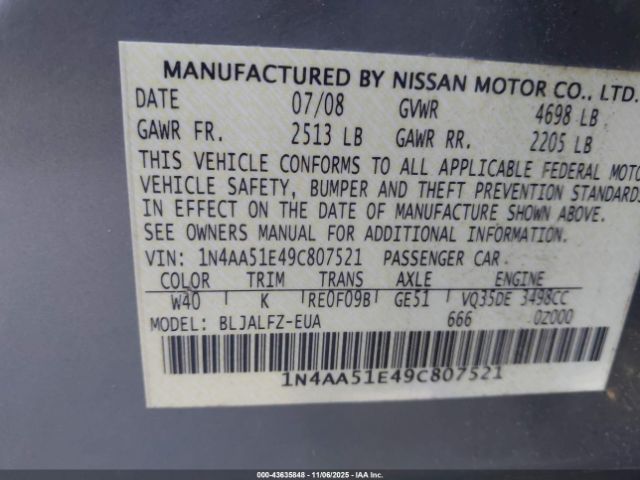 MANUFACTURED BY NISSAN MOTOR CO., LTD.
DATE 07/08 GVWR 4698 LB
GAWR FR. 2513 LB GAWR RR. 2205 LB
THIS VEHICLE CONFORMS TO ALL APPLICABLE FEDERAL MOTO
VEHICLE SAFETY, BUMPER AND THEFT PREVENTION STANDARDS
IN EFFECT ON THE DATE OF MANUFACTURE SHOWN ABOVE.
SEE OWNERS MANUAL FOR ADDITIONAL INFORMATION.
VIN: 1N4AA51E49C807521 PASSENGER CAR
COLOR TRIM TRANS AXLE ENGINE
W40 K RE0F09B GE51 VQ35DE 3498CC
MODEL: BLJALFZ-EUA 666 0Z000
1N4AA51E49C807521
000-43635848 - 11/06/2025 - IAA, Inc.